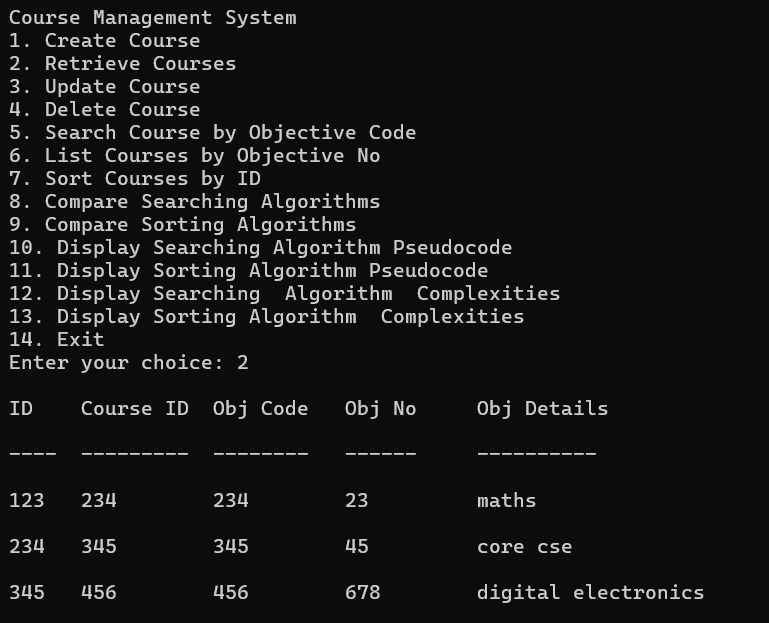 Course Management System
1. Create Course
2. Retrieve Courses
3. Update Course
4. Delete Course
5. Search Course by Objective Code
6. List Courses by Objective No
7. Sort Courses by ID
8. Compare Searching Algorithms
9. Compare Sorting Algorithms
10. Display Searching Algorithm Pseudocode
11. Display Sorting Algorithm Pseudocode
12. Display Searching  Algorithm  Complexities
13. Display Sorting Algorithm  Complexities
14. Exit
Enter your choice: 2
ID    Course ID  Obj Code   Obj No     Obj Details
----  ---------  --------   ------     ----------
123   234        234        23         maths
234   345        345        45         core cse
345   456        456        678        digital electronics